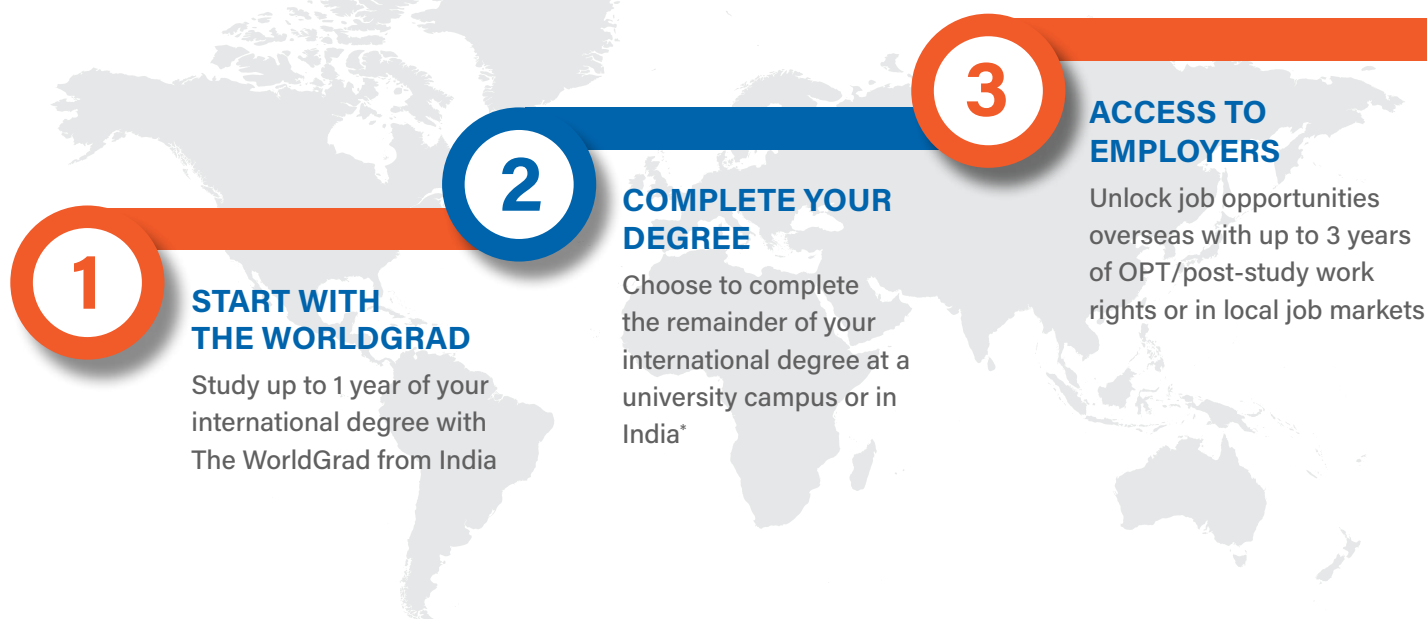 1
START WITH
THE WORLDGRAD
Study up to 1 year of your
international degree with
The WorldGrad from India
2
COMPLETE YOUR
DEGREE
Choose to complete
the remainder of your
international degree at a
university campus or in
India*
3
ACCESS TO
EMPLOYERS
Unlock job opportunities
overseas with up to 3 years
of OPT/post-study work
rights or in local job markets